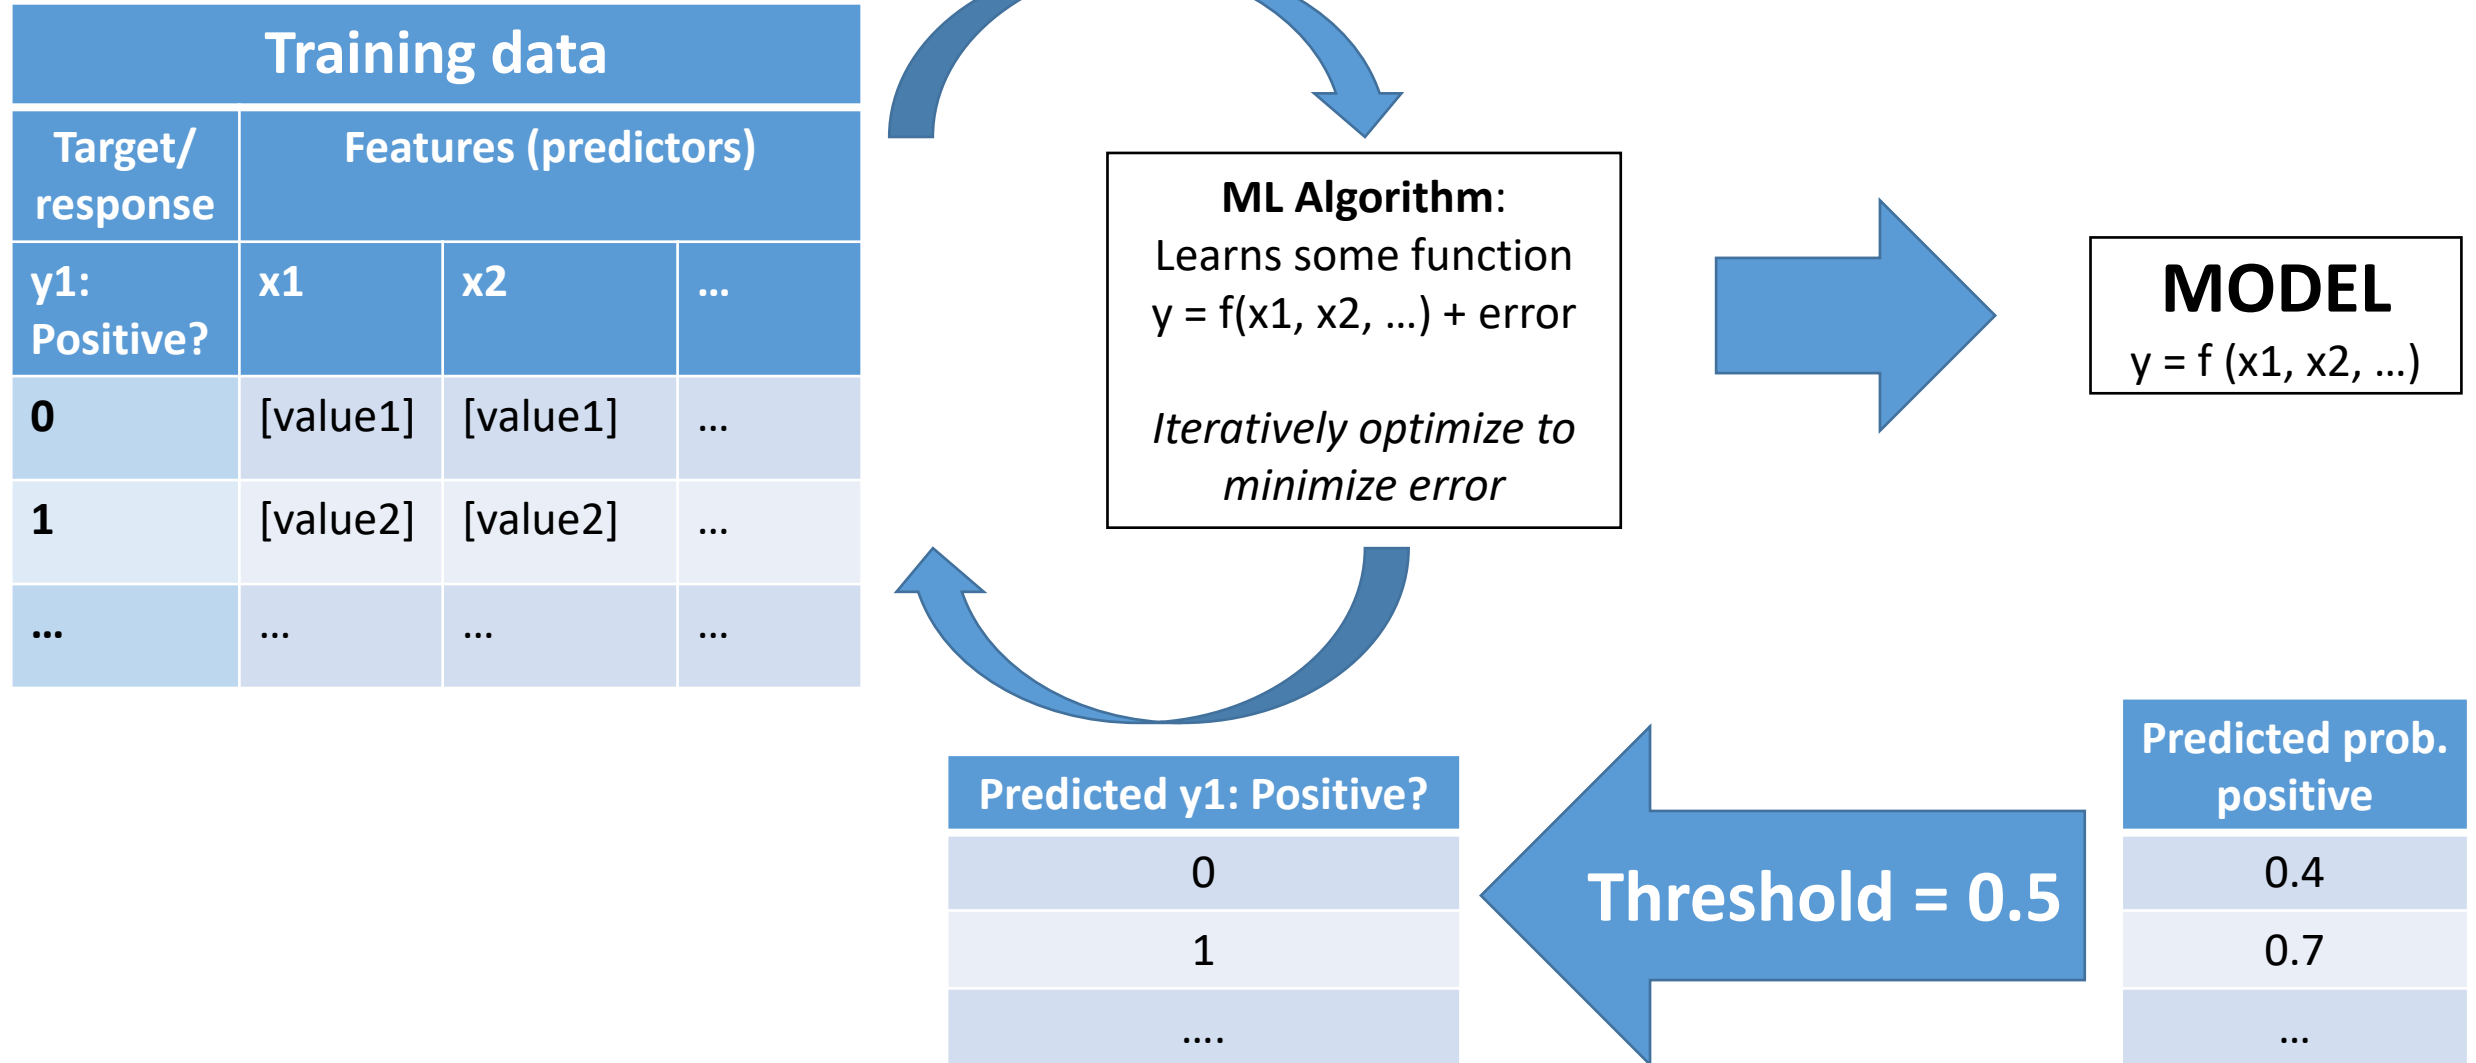 Training data
Target/
response
Features (predictors)
y1:
Positive?
x1
x2
...
0
[value1]
[value1]
...
1
[value2]
[value2]
...
...
...
...
...
ML Algorithm:
Learns some function
y = f(x1, x2, ...) + error
Iteratively optimize to
minimize error
MODEL
y = f (x1, x2, ...)
Predicted y1: Positive?
0
1
....
Threshold = 0.5
Predicted prob.
positive
0.4
0.7
...